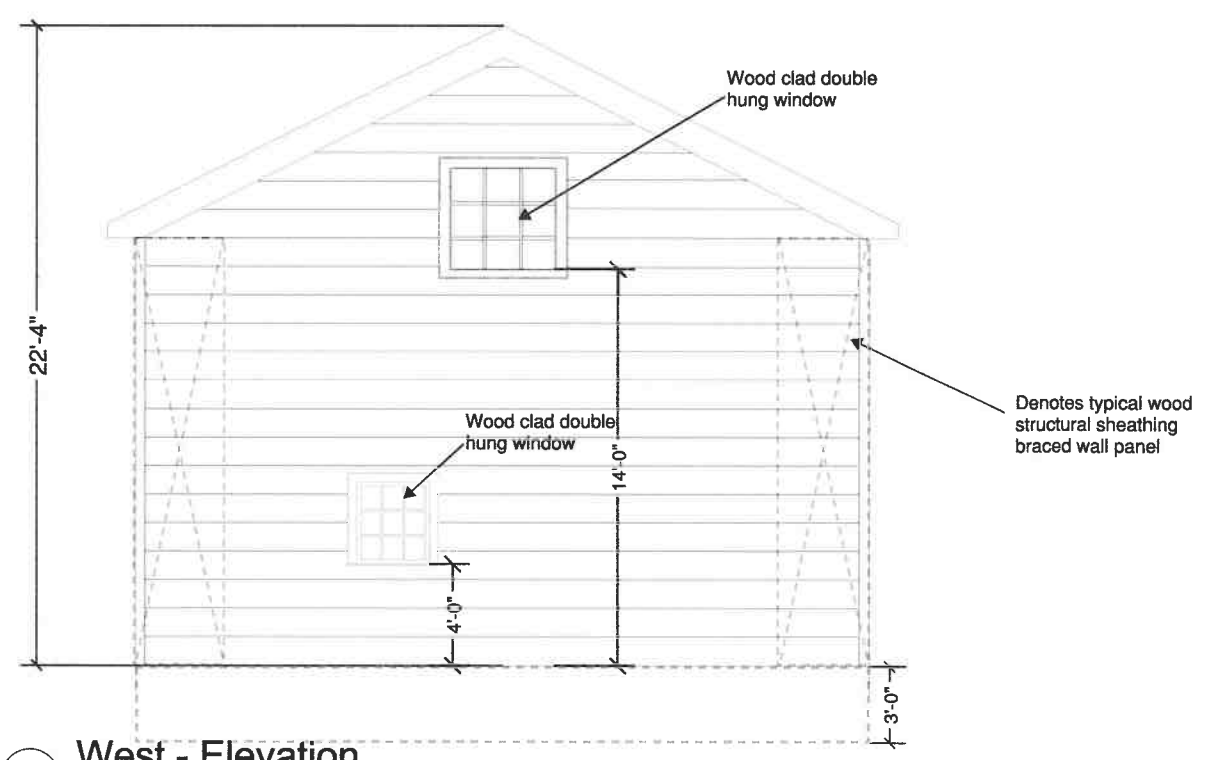 Wood clad double
hung window
22'-4"
Wood clad double
hung window
14'-0"
Denotes typical wood
structural sheathing
braced wall panel
4'-0"
3'-0"
West - Elevation